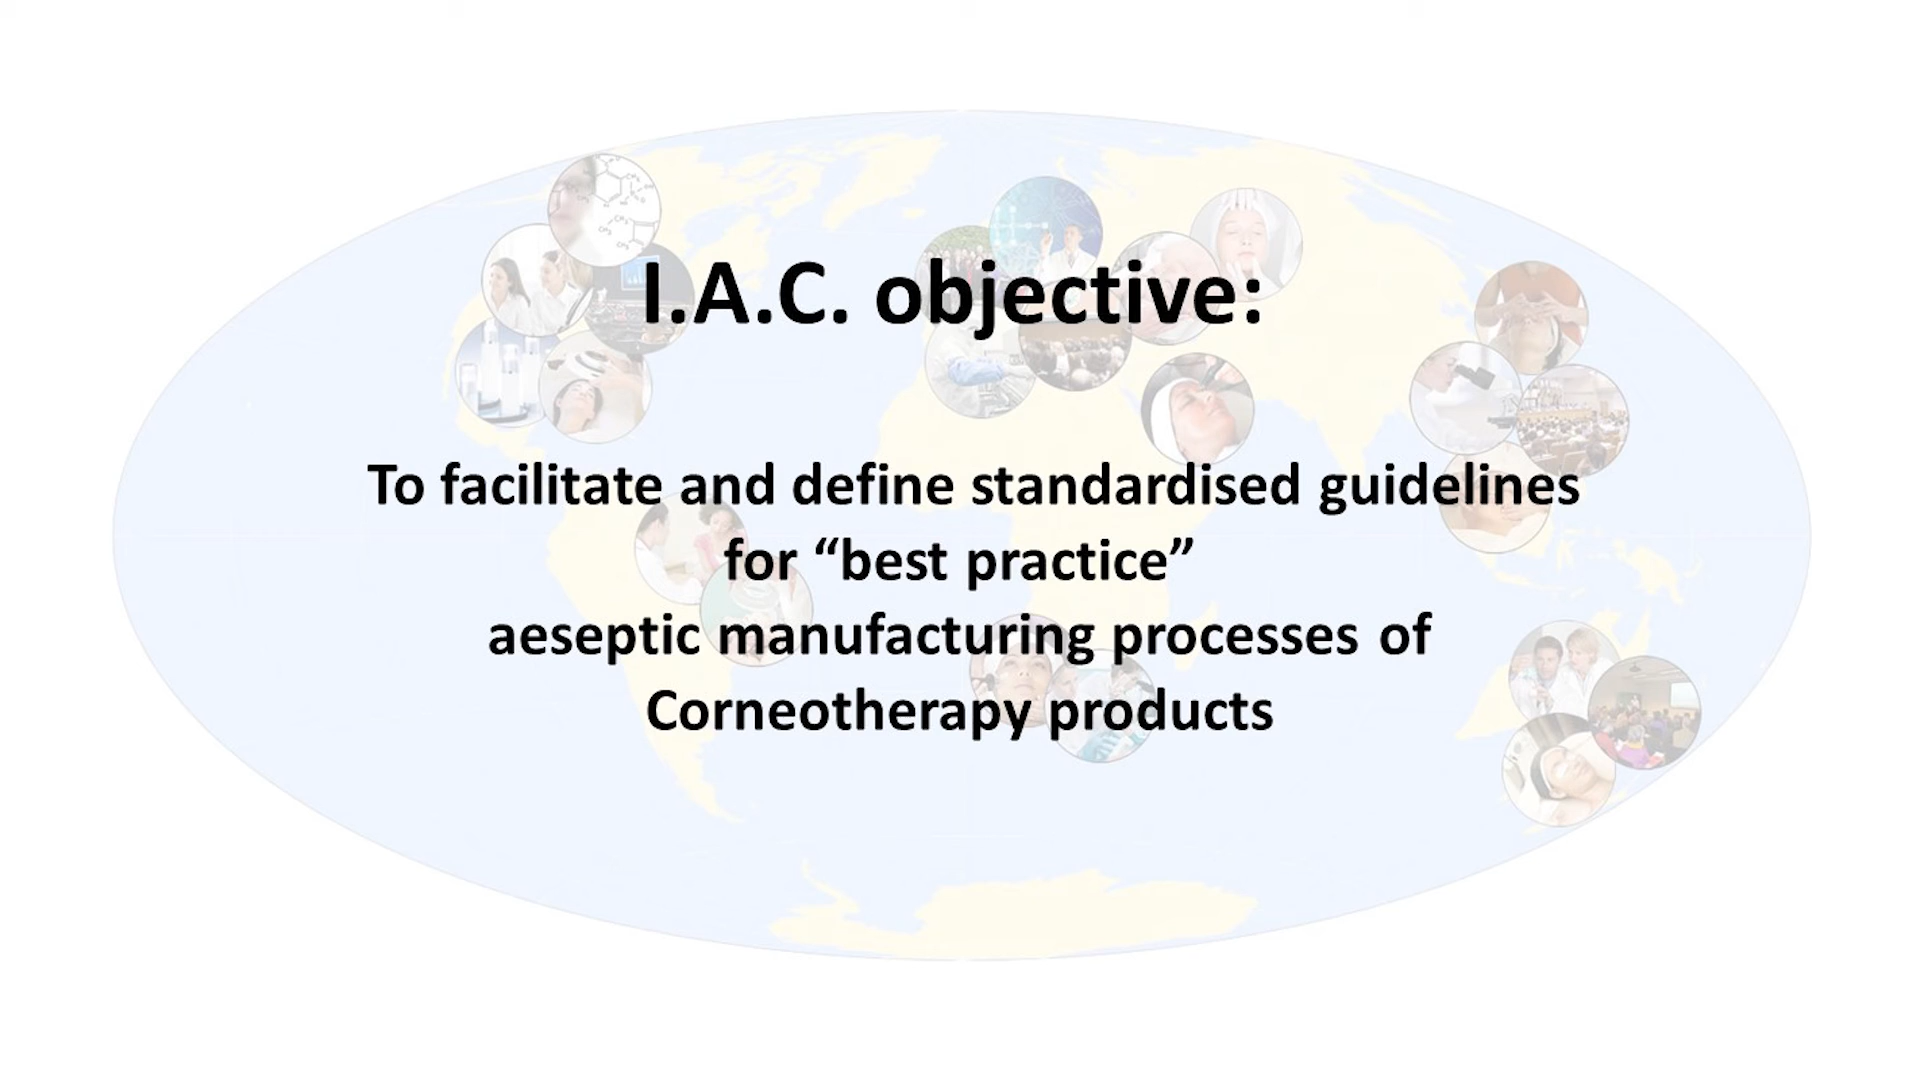 I.A.C. objective:
To facilitate and define standardised guidelines
for “best practice”
aeseptic manufacturing processes of
Corneotherapy products